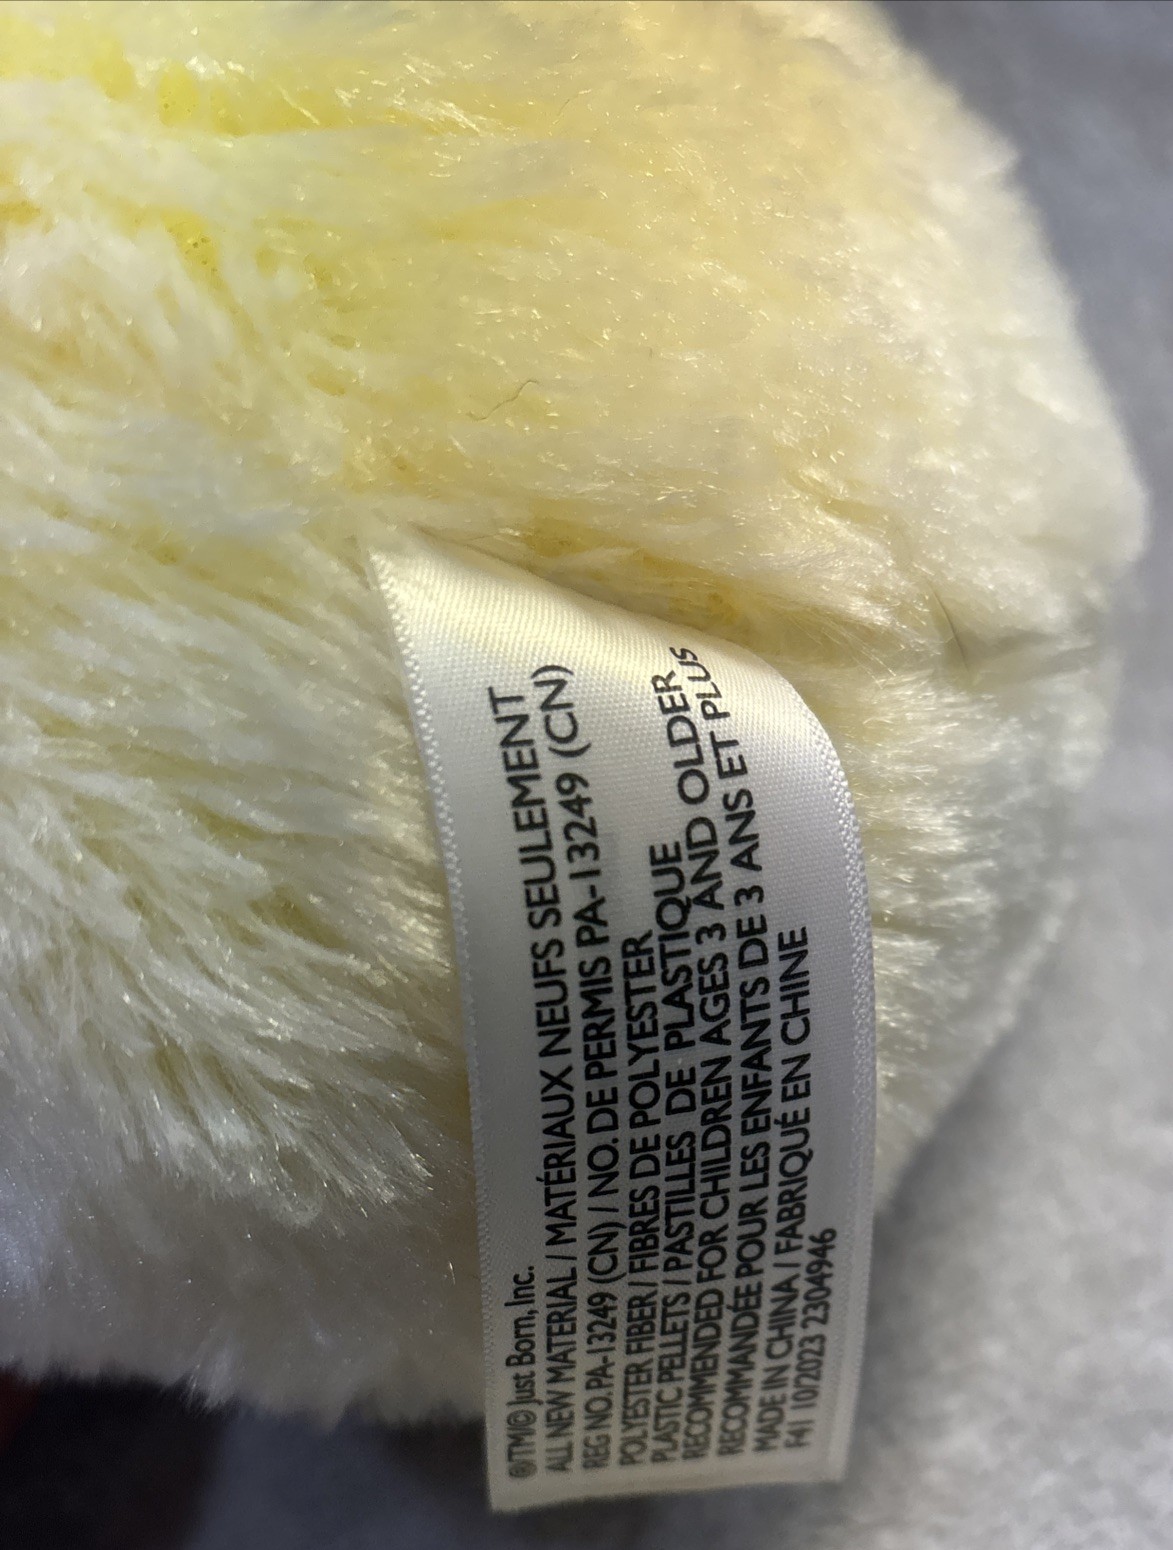 ®/TM/© Just Born, Inc.
ALL NEW MATERIAL / MATÉRIAUX NEUFS SEULEMENT
REG NO. PA-13249 (CN) / NO. DE PERMIS PA-13249 (CN)
POLYESTER FIBER / FIBRES DE POLYESTER
PLASTIC PELLETS / PASTILLES DE PLASTIQUE
RECOMMENDED FOR CHILDREN AGES 3 AND OLDER
RECOMMANDÉE POUR LES ENFANTS DE 3 ANS ET PLUS
MADE IN CHINA / FABRIQUÉ EN CHINE
F41 10/2023 2304946